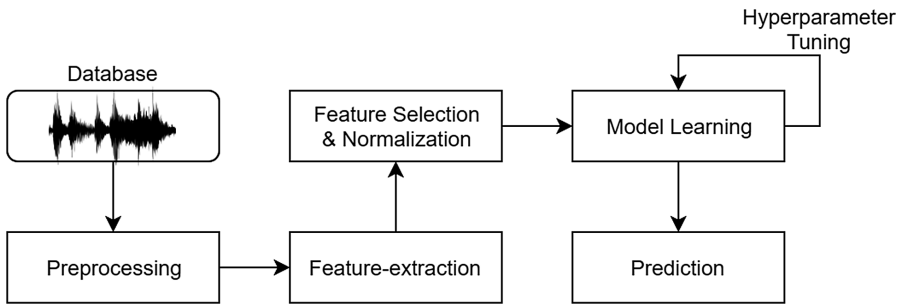 Database
Preprocessing
Feature-extraction
Feature Selection
& Normalization
Model Learning
Hyperparameter
Tuning
Prediction